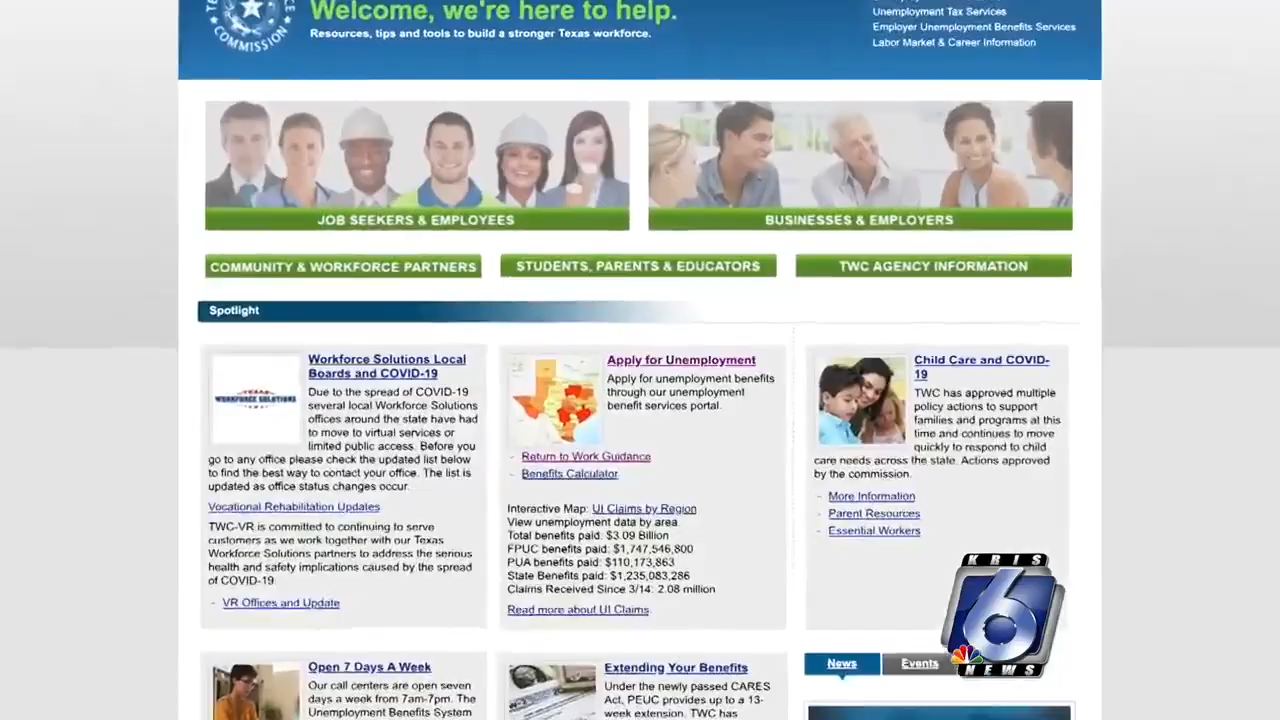 COMMISSION
Welcome, we're here to help.
Resources, tips and tools to build a stronger Texas workforce.
Unemployment Tax Services
Employer Unemployment Benefits Services
Labor Market & Career Information
JOB SEEKERS & EMPLOYEES
BUSINESSES & EMPLOYERS
COMMUNITY & WORKFORCE PARTNERS
STUDENTS, PARENTS & EDUCATORS
TWC AGENCY INFORMATION
Spotlight
WORKFORCE SOLUTIONS
Workforce Solutions Local
Boards and COVID-19
Due to the spread of COVID-19
several local Workforce Solutions
offices around the state have had
to move to virtual services or
limited public access. Before you
go to any office please check the updated list below
to find the best way to contact your office. The list is
updated as office status changes occur.
Vocational Rehabilitation Updates
TWC-VR is committed to continuing to serve
customers as we work together with our Texas
Workforce Solutions partners to address the serious
health and safety implications caused by the spread
of COVID-19
- VR Offices and Update
Apply for Unemployment
Apply for unemployment benefits
through our unemployment
benefit services portal.
- Return to Work Guidance
- Benefits Calculator
Interactive Map: UI Claims by Region
View unemployment data by area
Total benefits paid: $3.09 Billion
FPUC benefits paid: $1,747,546,800
PUA benefits paid: $110,173,863
State Benefits paid: $1,235,083,286
Claims Received Since 3/14: 2.08 million
Read more about UI Claims
Child Care and COVID-
19
TWC has approved multiple
policy actions to support
families and programs at this
time and continues to move
quickly to respond to child
care needs across the state. Actions approved
by the commission.
- More Information
- Parent Resources
- Essential Workers
KRIS
6
NEWS
Open 7 Days A Week
Our call centers are open seven
days a week from 7am-7pm. The
Unemployment Benefits System
Extending Your Benefits
Under the newly passed CARES
Act, PEUC provides up to a 13-
week extension. TWC has
News
Events